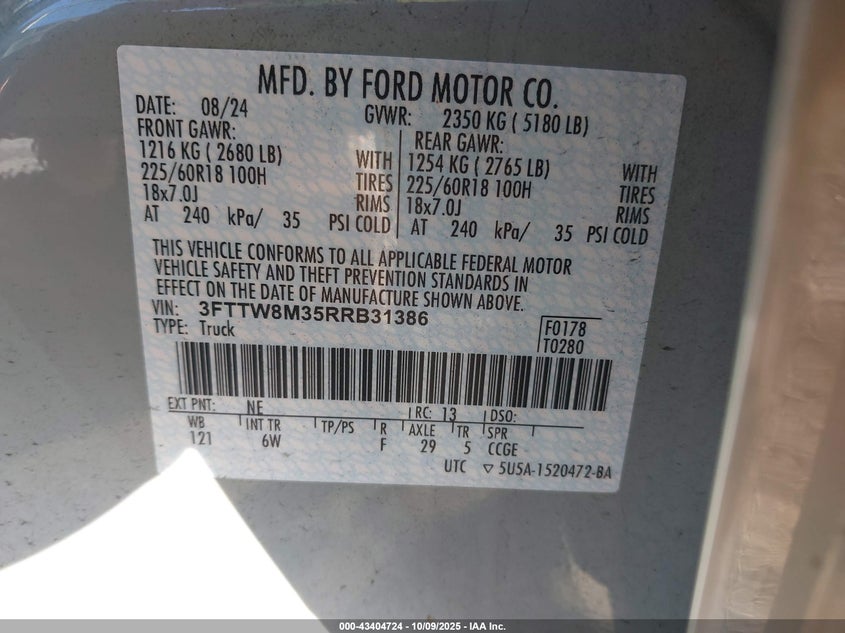 MFD. BY FORD MOTOR CO.
DATE: 08/24 GVWR: 2350 KG ( 5180 LB)
FRONT GAWR: REAR GAWR:
1216 KG ( 2680 LB) WITH 1254 KG ( 2765 LB) WITH
225/60R18 100H TIRES 225/60R18 100H TIRES
18x7.0J RIMS 18x7.0J RIMS
AT 240 kPa/ 35 PSI COLD AT 240 kPa/ 35 PSI COLD
THIS VEHICLE CONFORMS TO ALL APPLICABLE FEDERAL MOTOR
VEHICLE SAFETY AND THEFT PREVENTION STANDARDS IN
EFFECT ON THE DATE OF MANUFACTURE SHOWN ABOVE.
VIN: 3FTTW8M35RRB31386 F0178
TYPE: Truck T0280
EXT PNT: NE RC: 13 DSO:
WB INT TR TP/PS R AXLE TR SPR
121 6W F 29 5 CCGE
UTC ▽ 5U5A-1520472-BA
000-43404724 | 10/09/2025 | IAA Inc.